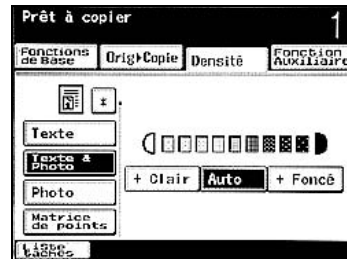 Prêt à copier 1
Fonctions de Base
Orig▸Copie
Densité
Fonction Auxiliaire
Texte
Texte & Photo
Photo
Matrice de points
+ Clair
Auto
+ Foncé
Liste tâches